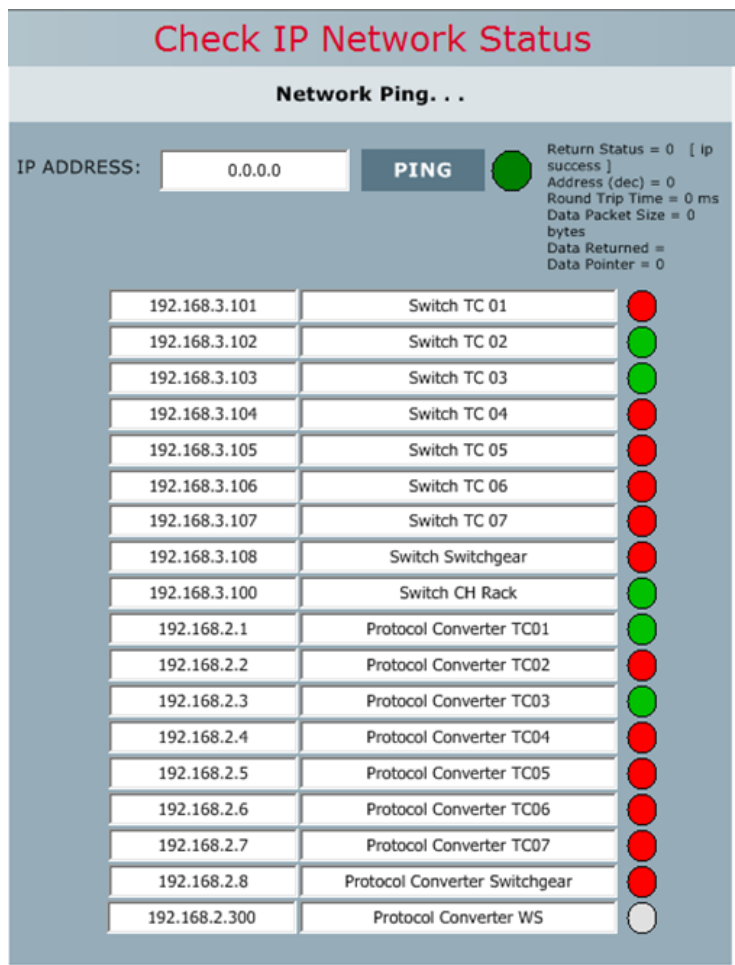 Check IP Network Status
Network Ping. . .
IP ADDRESS:
0.0.0.0
PING
Return Status = 0 [ ip
success ]
Address (dec) = 0
Round Trip Time = 0 ms
Data Packet Size = 0
bytes
Data Returned =
Data Pointer = 0
192.168.3.101 Switch TC 01
192.168.3.102 Switch TC 02
192.168.3.103 Switch TC 03
192.168.3.104 Switch TC 04
192.168.3.105 Switch TC 05
192.168.3.106 Switch TC 06
192.168.3.107 Switch TC 07
192.168.3.108 Switch Switchgear
192.168.3.100 Switch CH Rack
192.168.2.1 Protocol Converter TC01
192.168.2.2 Protocol Converter TC02
192.168.2.3 Protocol Converter TC03
192.168.2.4 Protocol Converter TC04
192.168.2.5 Protocol Converter TC05
192.168.2.6 Protocol Converter TC06
192.168.2.7 Protocol Converter TC07
192.168.2.8 Protocol Converter Switchgear
192.168.2.300 Protocol Converter WS